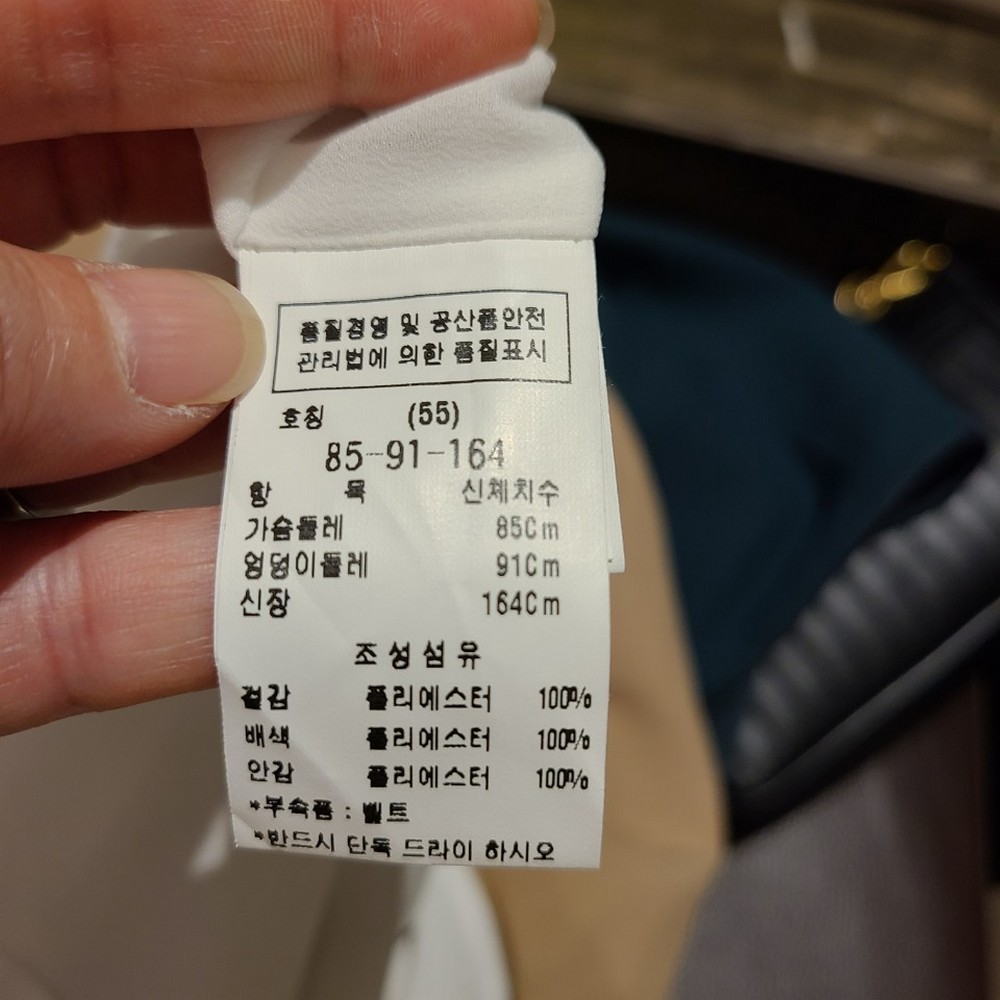 품질경영 및 공산품안전
관리법에 의한 품질표시
호칭 (55)
85-91-164
항 목 신체치수
가슴둘레 85Cm
엉덩이둘레 91Cm
신장 164Cm
조성섬유
겉감 폴리에스터 100%
배색 폴리에스터 100%
안감 폴리에스터 100%
*부속품 : 벨트
*반드시 단독 드라이 하시오